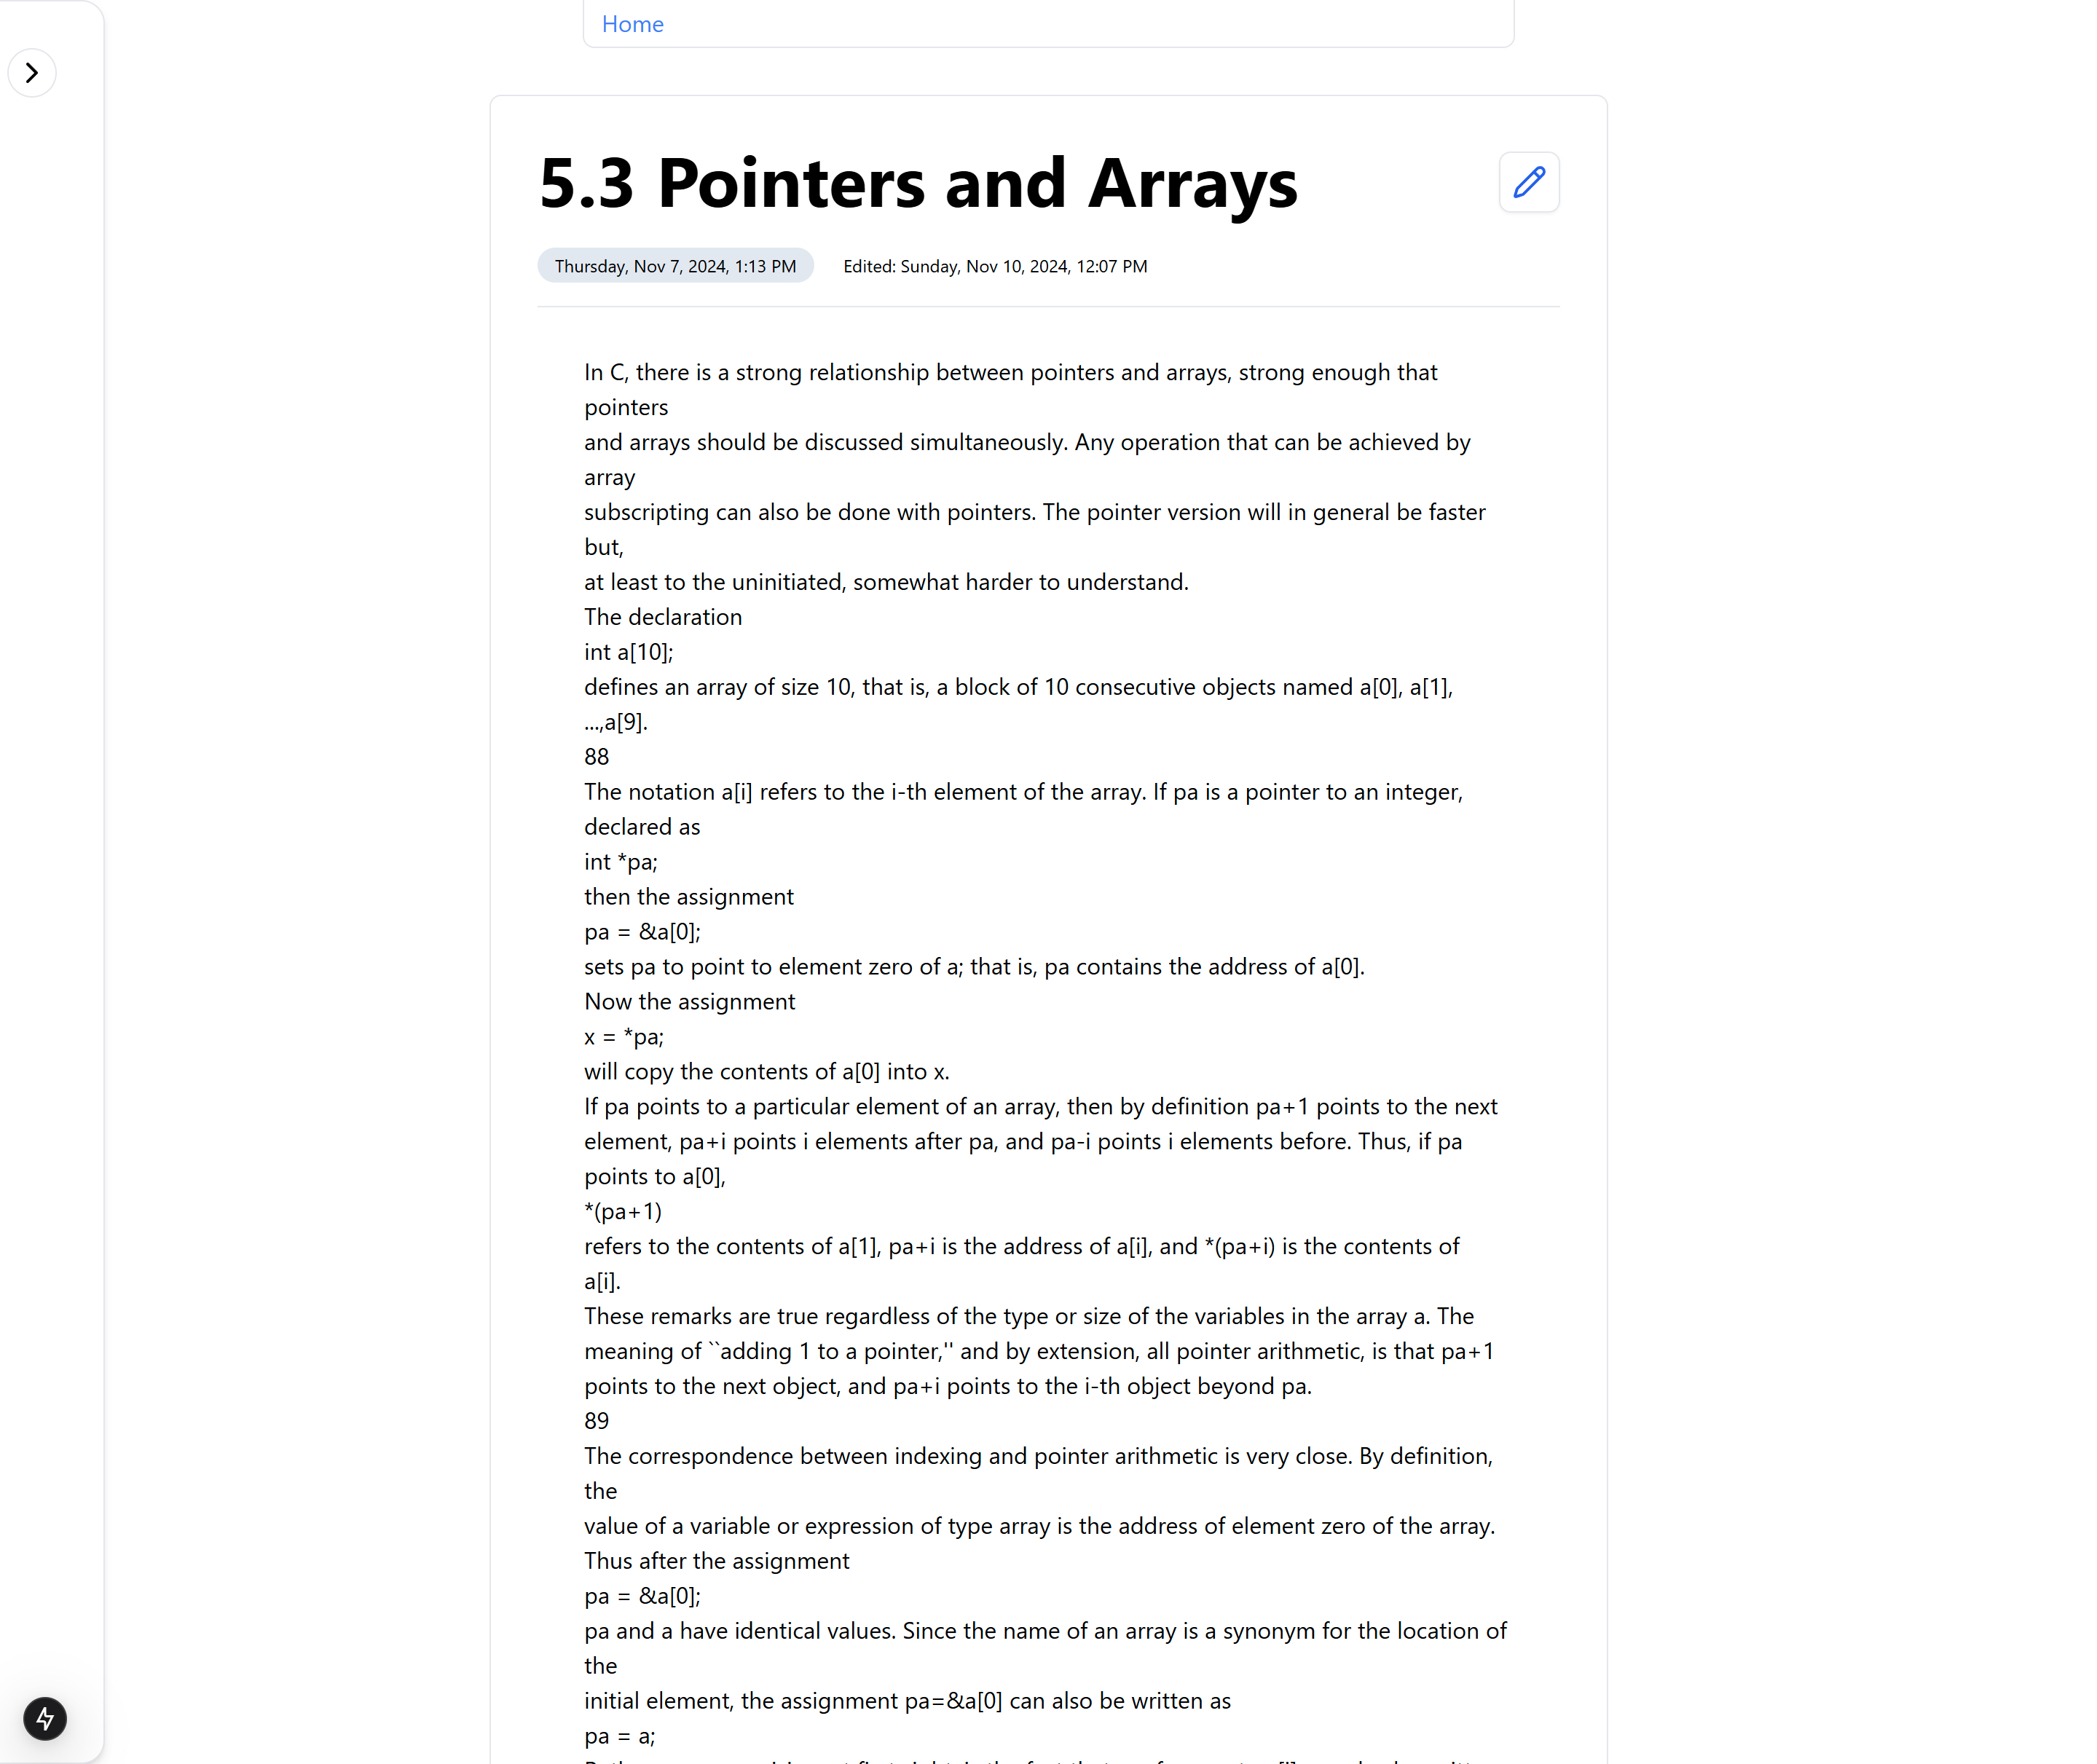 Home
5.3 Pointers and Arrays
Thursday, Nov 7, 2024, 1:13 PM Edited: Sunday, Nov 10, 2024, 12:07 PM
In C, there is a strong relationship between pointers and arrays, strong enough that
pointers
and arrays should be discussed simultaneously. Any operation that can be achieved by
array
subscripting can also be done with pointers. The pointer version will in general be faster
but,
at least to the uninitiated, somewhat harder to understand.
The declaration
int a[10];
defines an array of size 10, that is, a block of 10 consecutive objects named a[0], a[1],
...,a[9].
88
The notation a[i] refers to the i-th element of the array. If pa is a pointer to an integer,
declared as
int *pa;
then the assignment
pa = &a[0];
sets pa to point to element zero of a; that is, pa contains the address of a[0].
Now the assignment
x = *pa;
will copy the contents of a[0] into x.
If pa points to a particular element of an array, then by definition pa+1 points to the next
element, pa+i points i elements after pa, and pa-i points i elements before. Thus, if pa
points to a[0],
*(pa+1)
refers to the contents of a[1], pa+i is the address of a[i], and *(pa+i) is the contents of
a[i].
These remarks are true regardless of the type or size of the variables in the array a. The
meaning of ``adding 1 to a pointer,'' and by extension, all pointer arithmetic, is that pa+1
points to the next object, and pa+i points to the i-th object beyond pa.
89
The correspondence between indexing and pointer arithmetic is very close. By definition,
the
value of a variable or expression of type array is the address of element zero of the array.
Thus after the assignment
pa = &a[0];
pa and a have identical values. Since the name of an array is a synonym for the location of
the
initial element, the assignment pa=&a[0] can also be written as
pa = a;